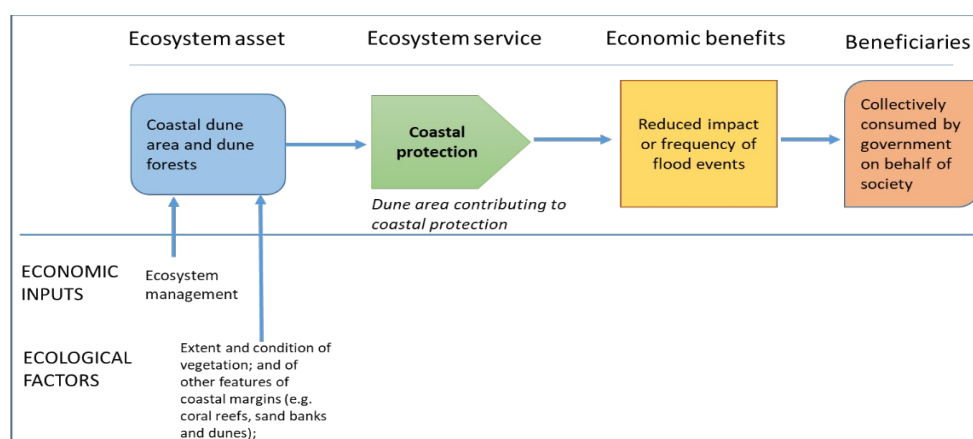 Ecosystem asset
Ecosystem service
Economic benefits
Beneficiaries
Coastal dune
area and dune
forests
Coastal
protection
Dune area contributing to
coastal protection
Reduced impact
or frequency of
flood events
Collectively
consumed by
government
on behalf of
society
ECONOMIC
INPUTS
Ecosystem
management
ECOLOGICAL
FACTORS
Extent and condition of
vegetation; and of
other features of
coastal margins (e.g.
coral reefs, sand banks
and dunes);